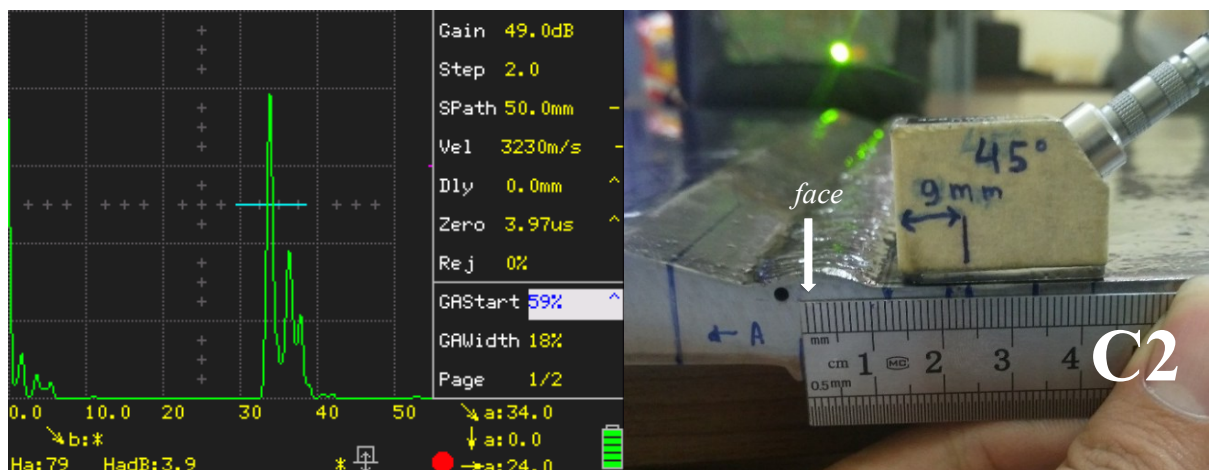 Gain 49.0dB
Step 2.0
SPath 50.0mm -
Vel 3230m/s -
Dly 0.0mm ^
Zero 3.97us ^
Rej 0%
GAStart 59% ^
GAWidth 18%
Page 1/2
0.0 10.0 20 30 40 50
a:34.0
b:*
a:0.0
Ha:79 HadB:3.9 *
a:24.0
45°
9mm
face
← A
mm
cm 1 MC 2 3 4
0.5mm
C2